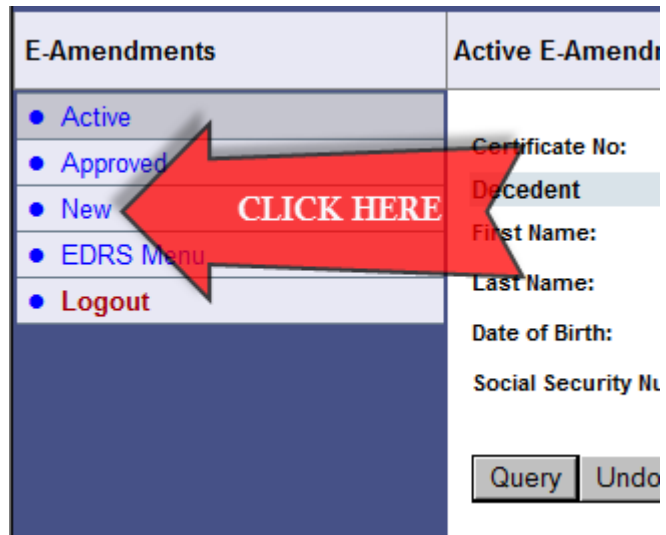 E-Amendments
Active
Approved
New
EDRS Menu
Logout
CLICK HERE
Active E-Amend
Certificate No:
Decedent
First Name:
Last Name:
Date of Birth:
Social Security Nu
Query Undo